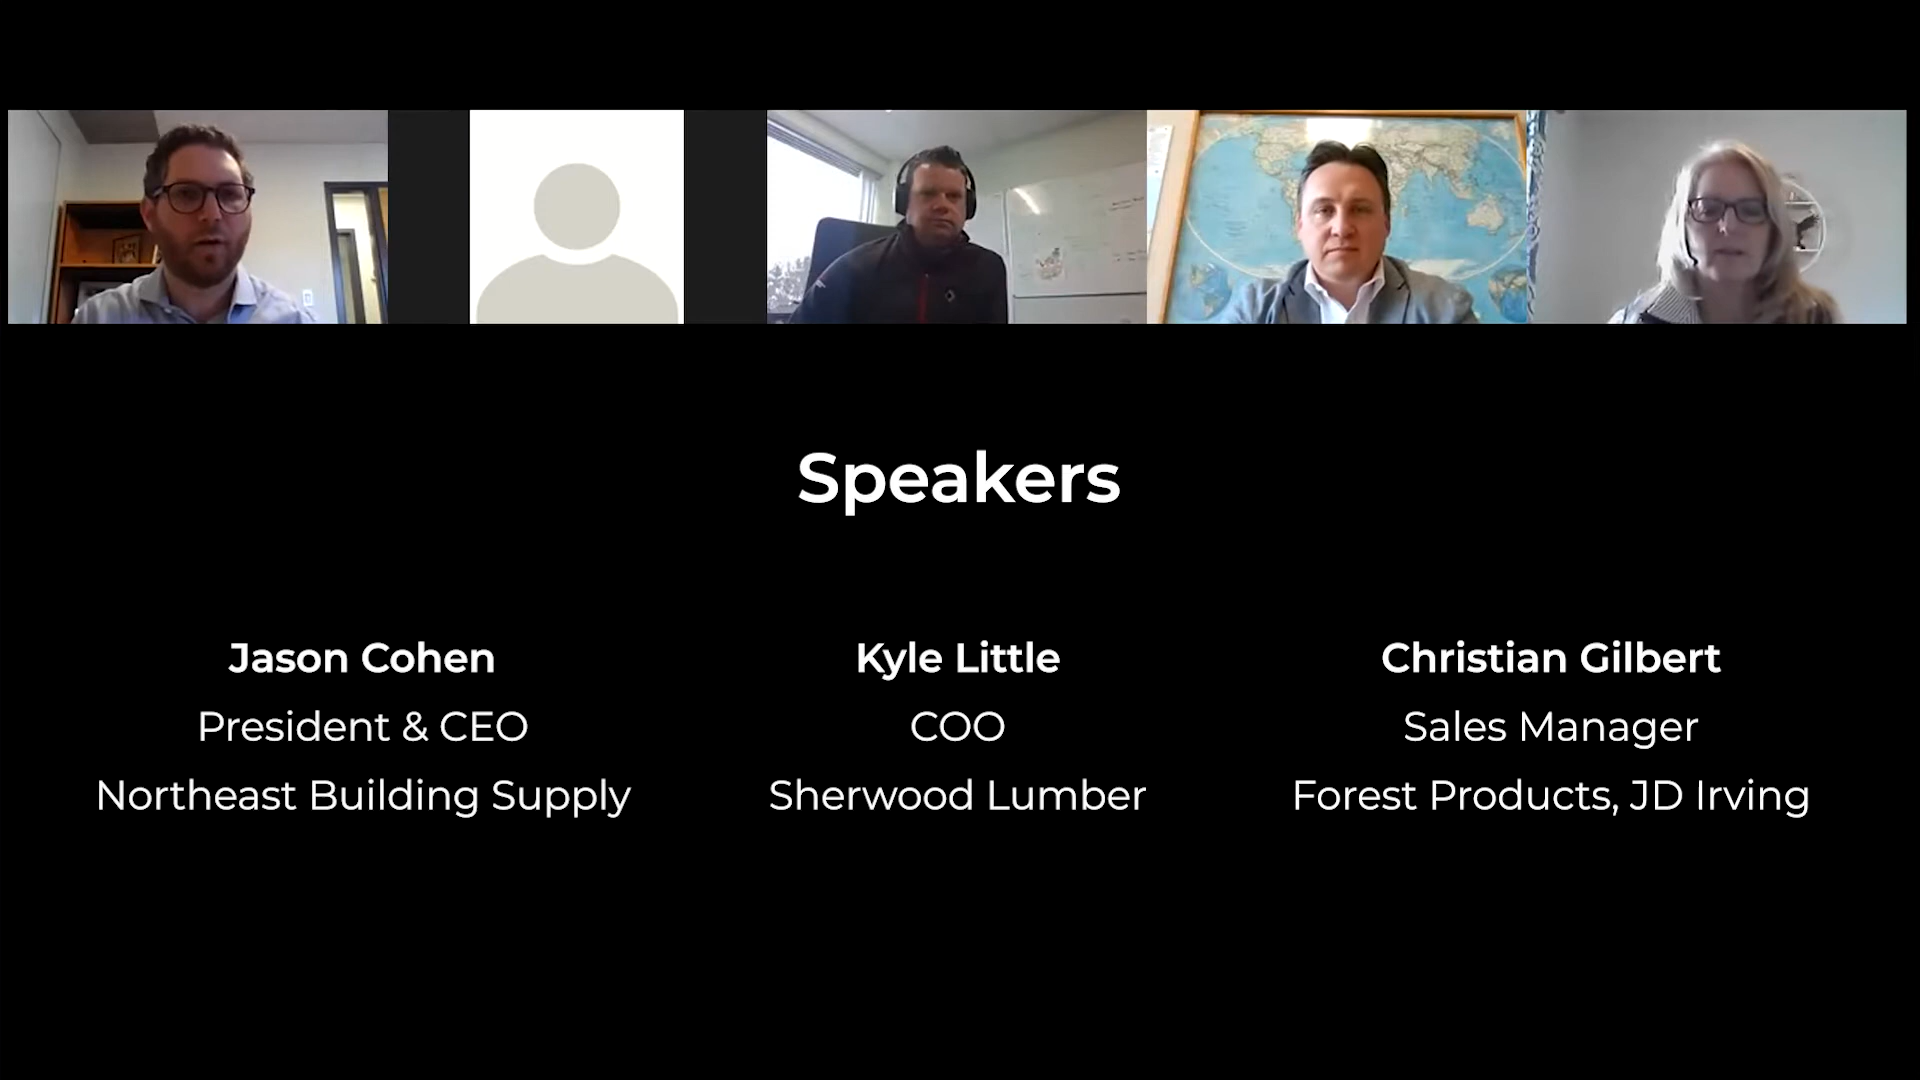 Speakers
Jason Cohen
President & CEO
Northeast Building Supply
Kyle Little
COO
Sherwood Lumber
Christian Gilbert
Sales Manager
Forest Products, JD Irving